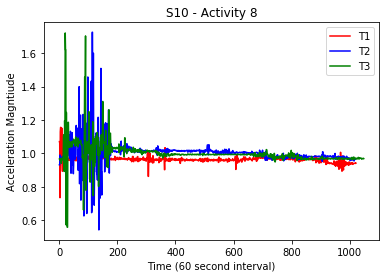 S10 - Activity 8
T1
T2
T3
1.6
1.4
1.2
1.0
0.8
0.6
Acceleration Magntiude
0 200 400 600 800 1000
Time (60 second interval)